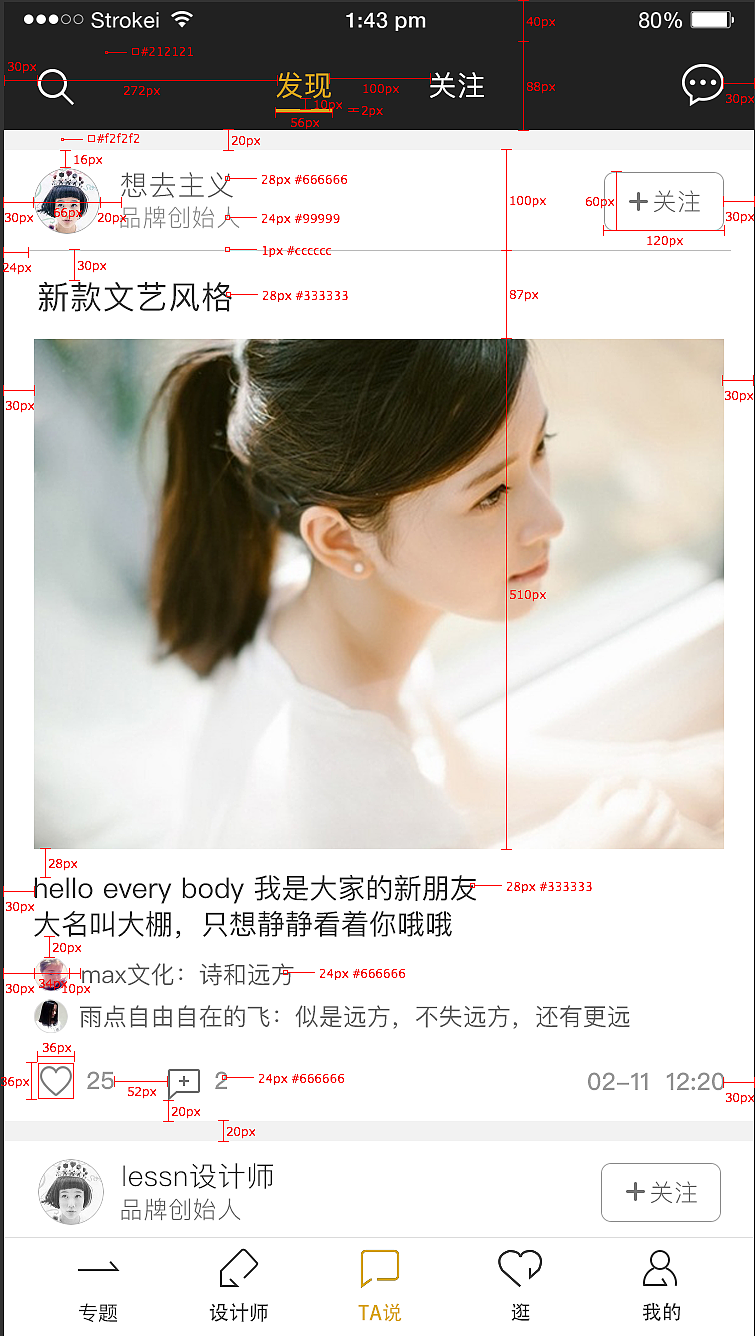 Strokei 1:43 pm 80%
40px
#212121
30px 272px 发现 100px 关注 88px 30px
10px 2px
56px
#f2f2f2 20px
16px
想去主义 28px #666666
30px 66px 20px 品牌创始人 24px #99999 100px 60px +关注 30px
120px
1px #cccccc
24px 30px
新款文艺风格 28px #333333 87px
30px 30px
510px
28px
hello every body 我是大家的新朋友 28px #333333
30px
大名叫大棚，只想静静看着你哦哦
20px
max文化：诗和远方 24px #666666
30px 34px 10px
雨点自由自在的飞：似是远方，不失远方，还有更远
36px
36px 25 52px 2 24px #666666 02-11 12:20
30px
20px
20px
lessn设计师
品牌创始人 +关注
专题 设计师 TA说 逛 我的